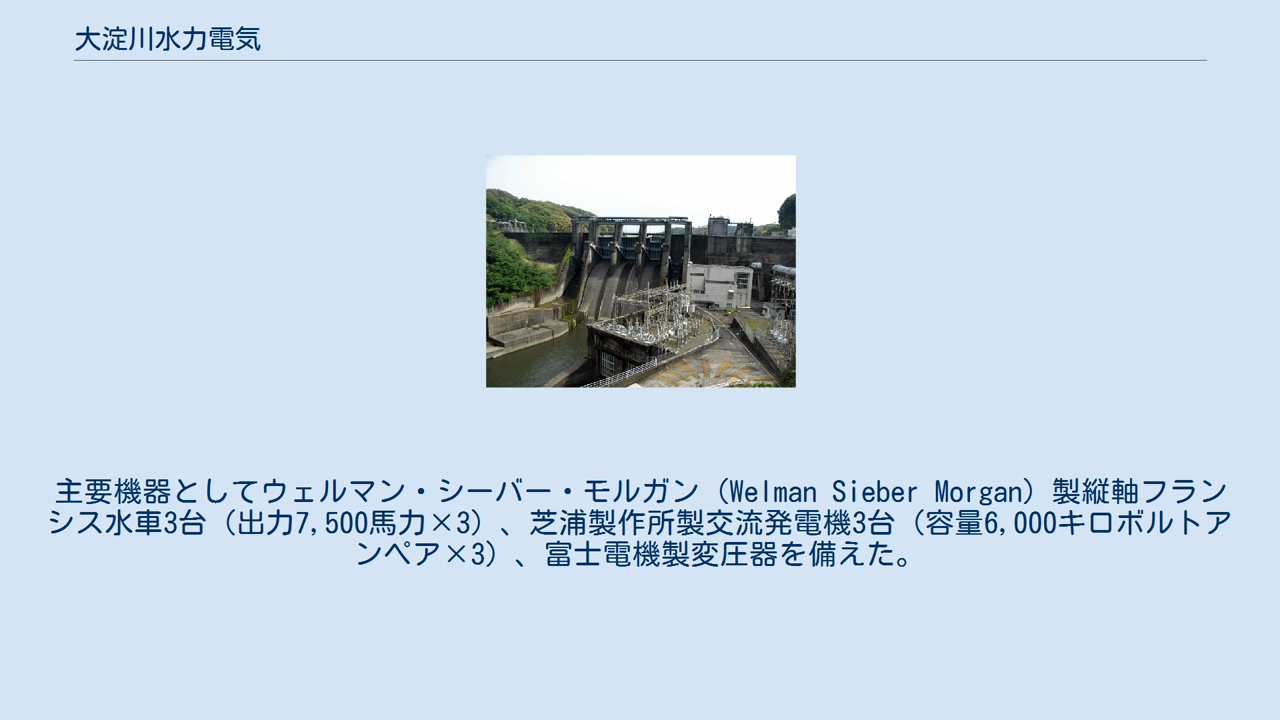 大淀川水力電気
主要機器としてウェルマン・シーバー・モルガン（Welman Sieber Morgan）製縦軸フラン
シス水車3台（出力7,500馬力×3）、芝浦製作所製交流発電機3台（容量6,000キロボルトア
ンペア×3）、富士電機製変圧器を備えた。